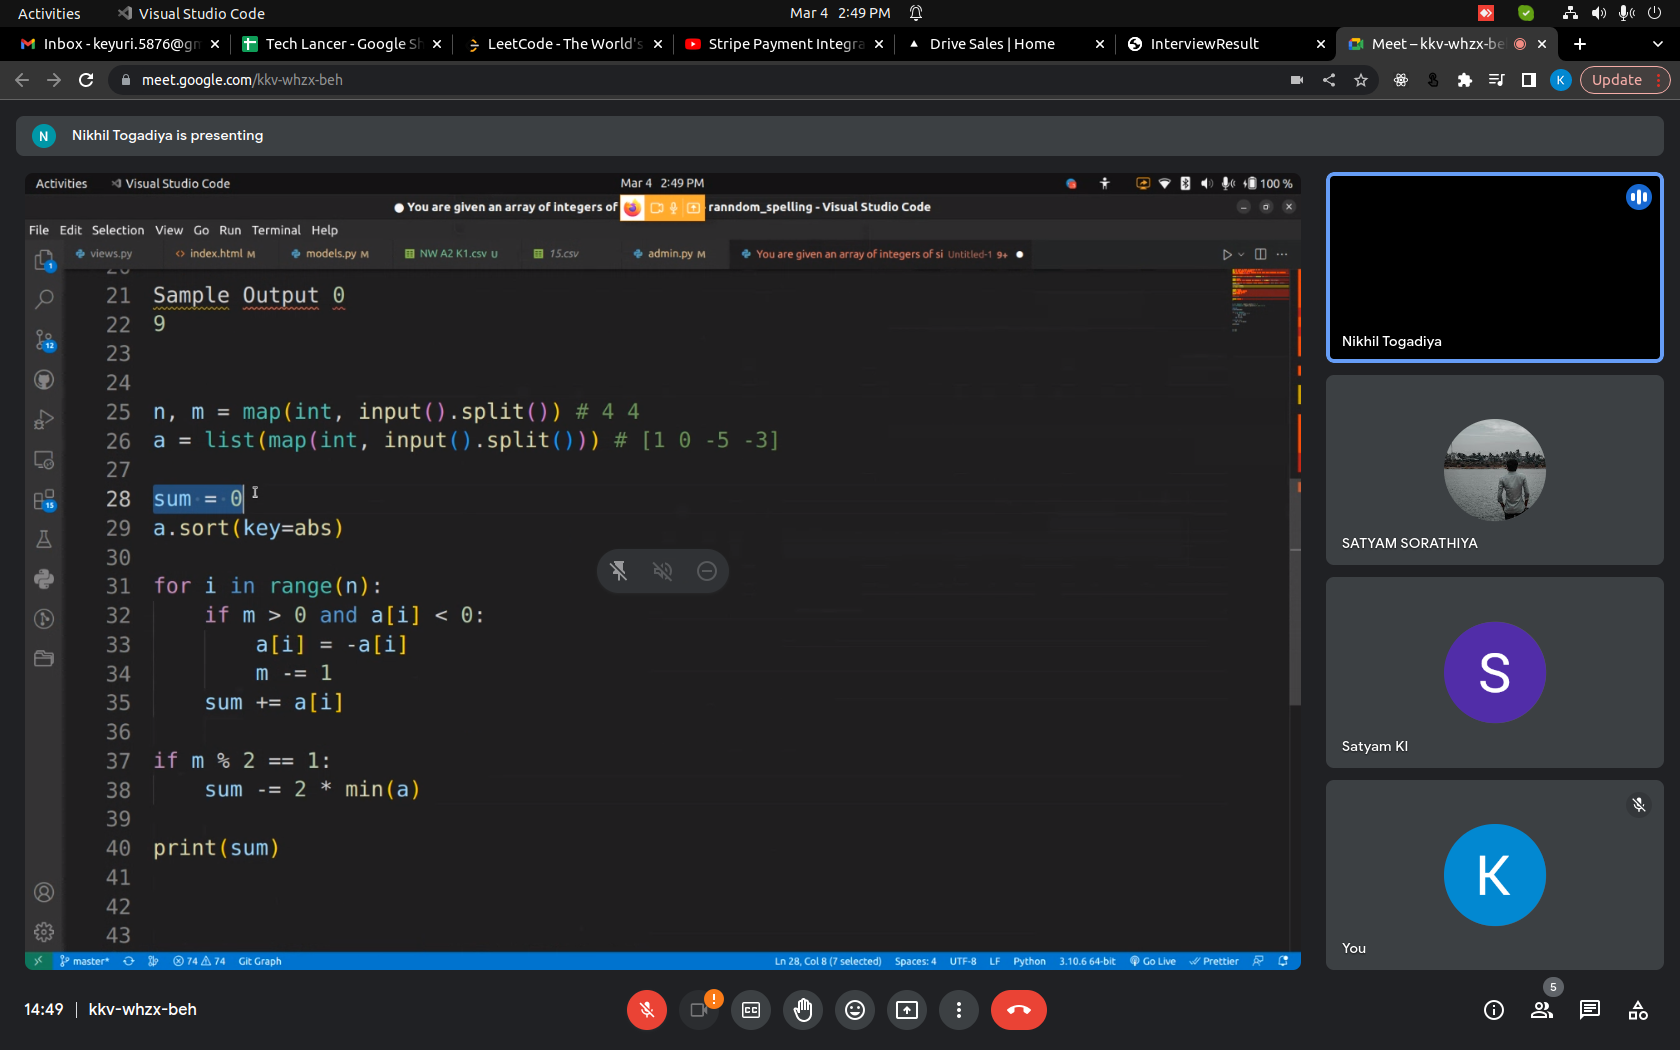 Activities
Visual Studio Code
Mar 4 2:49 PM
Inbox - keyuri.5876@gm
Tech Lancer - Google Sh
LeetCode - The World's
Stripe Payment Integra
Drive Sales | Home
InterviewResult
Meet – kkv-whzx-be
meet.google.com/kkv-whzx-beh
K
Update
N
Nikhil Togadiya is presenting
Activities
Visual Studio Code
Mar 4 2:49 PM
100 %
You are given an array of integers of
ranndom_spelling - Visual Studio Code
File Edit Selection View Go Run Terminal Help
views.py
index.html M
models.py M
NW A2 K1.csv U
15.csv
admin.py M
You are given an array of integers of si Untitled-1 9+
1
12
15
21 Sample Output 0
22 9
23
24
25 n, m = map(int, input().split()) # 4 4
26 a = list(map(int, input().split())) # [1 0 -5 -3]
27
28 sum = 0
29 a.sort(key=abs)
30
31 for i in range(n):
32 if m > 0 and a[i] < 0:
33 a[i] = -a[i]
34 m -= 1
35 sum += a[i]
36
37 if m % 2 == 1:
38 sum -= 2 * min(a)
39
40 print(sum)
41
42
43
master*
74 74
Git Graph
Ln 28, Col 8 (7 selected)
Spaces: 4
UTF-8
LF
Python
3.10.6 64-bit
Go Live
Prettier
Nikhil Togadiya
SATYAM SORATHIYA
S
Satyam KI
K
You
14:49 | kkv-whzx-beh
!
5